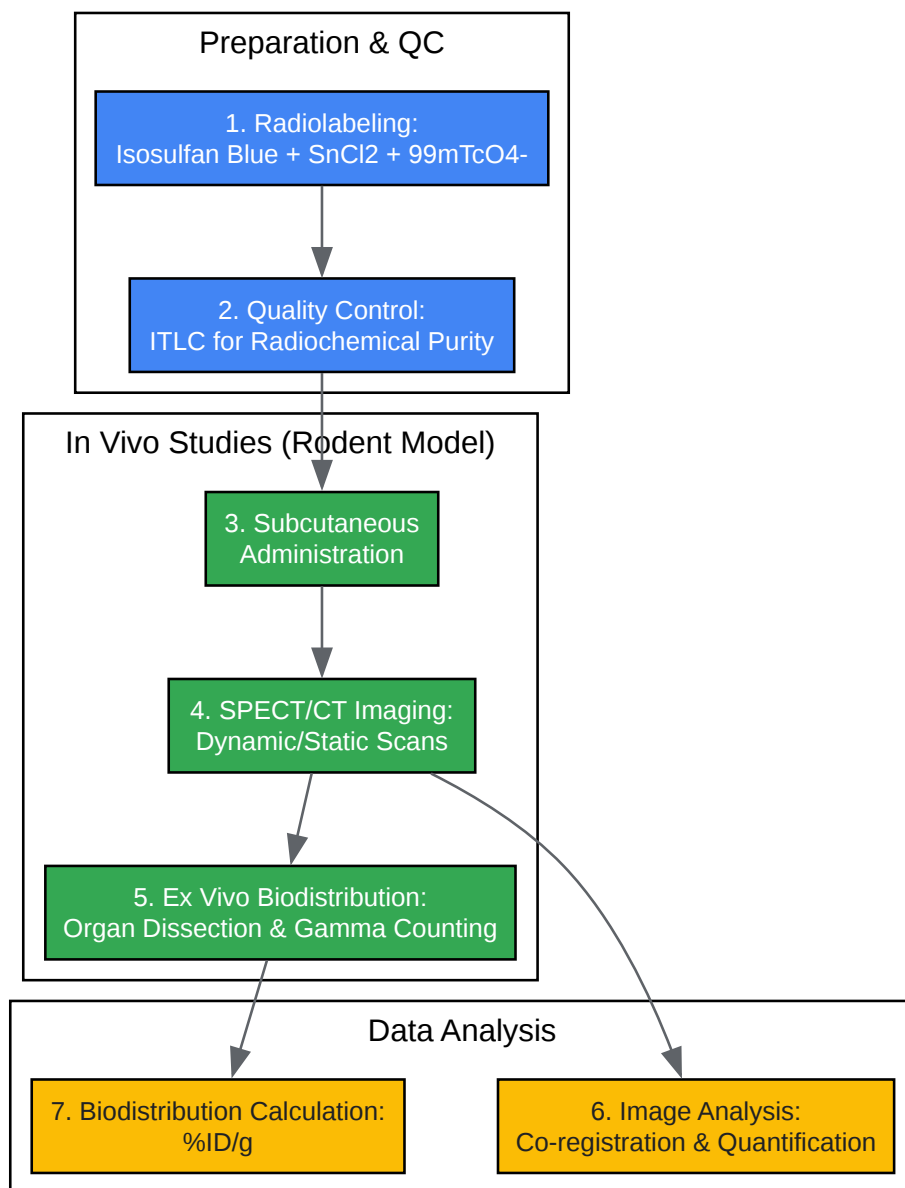 Preparation & QC
1. Radiolabeling:
Isosulfan Blue + SnCl2 + 99mTcO4-
2. Quality Control:
ITLC for Radiochemical Purity
In Vivo Studies (Rodent Model)
3. Subcutaneous
Administration
4. SPECT/CT Imaging:
Dynamic/Static Scans
5. Ex Vivo Biodistribution:
Organ Dissection & Gamma Counting
Data Analysis
7. Biodistribution Calculation:
%ID/g
6. Image Analysis:
Co-registration & Quantification